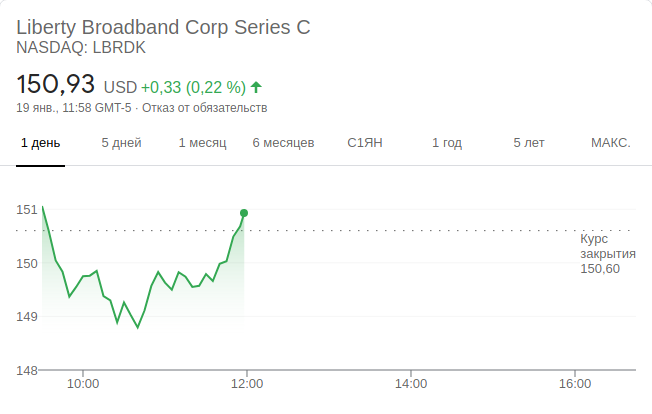 Liberty Broadband Corp Series C
NASDAQ: LBRDK
150,93 USD +0,33 (0,22 %)
19 янв., 11:58 GMT-5 · Отказ от обязательств
1 день 5 дней 1 месяц 6 месяцев С1ЯН 1 год 5 лет МАКС.
151
Курс
закрытия
150,60
150
149
148
10:00 12:00 14:00 16:00